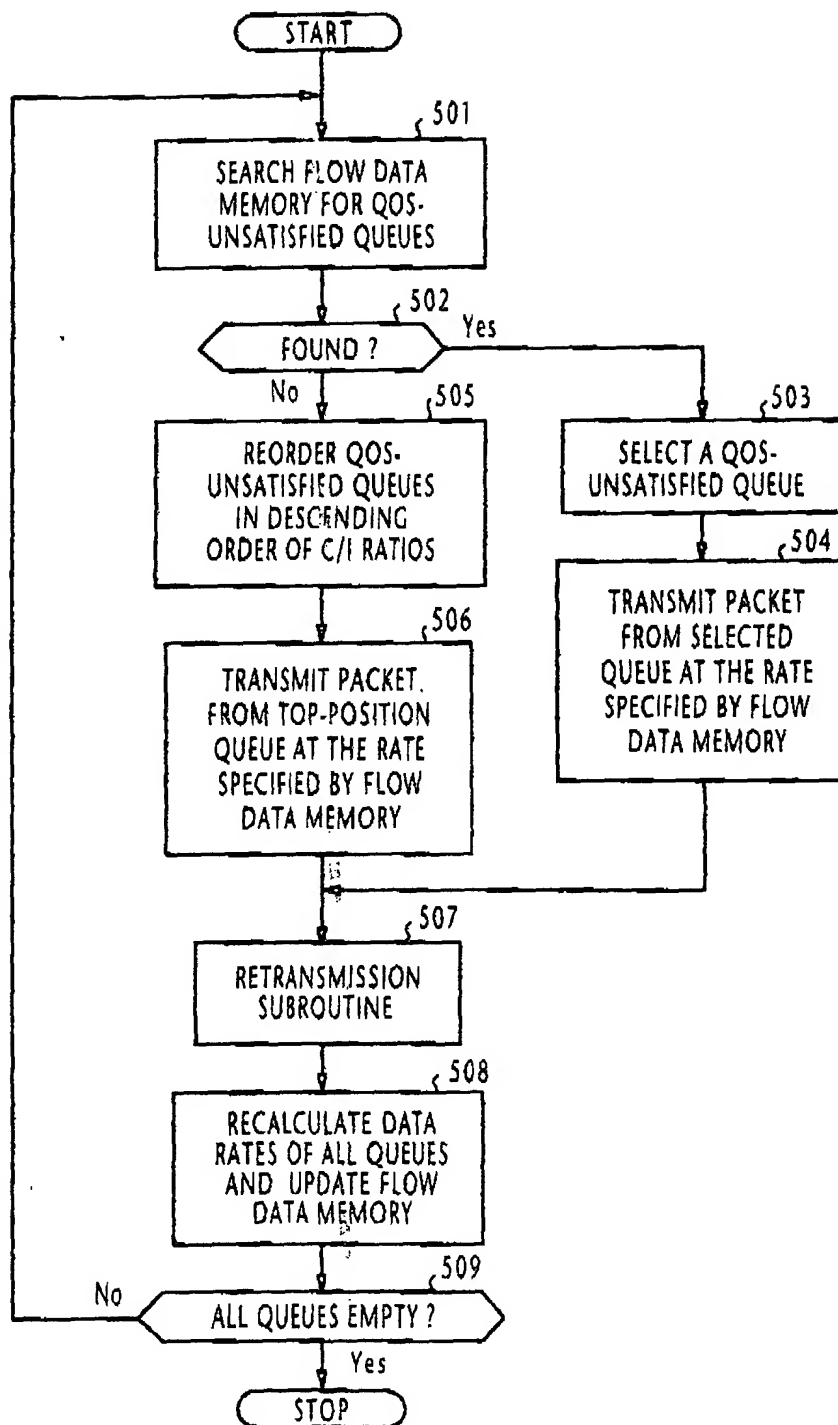 START
501
SEARCH FLOW DATA
MEMORY FOR QOS-
UNSATISFIED QUEUES
502
FOUND ?
Yes
No
505
REORDER QOS-
UNSATISFIED QUEUES
IN DESCENDING
ORDER OF C/I RATIOS
503
SELECT A QOS-
UNSATISFIED QUEUE
504
TRANSMIT PACKET
FROM SELECTED
QUEUE AT THE RATE
SPECIFIED BY FLOW
DATA MEMORY
506
TRANSMIT PACKET.
FROM TOP-POSITION
QUEUE AT THE RATE
SPECIFIED BY FLOW
DATA MEMORY
507
RETRANSMISSION
SUBROUTINE
508
RECALCULATE DATA
RATES OF ALL QUEUES
AND UPDATE FLOW
DATA MEMORY
509
No
ALL QUEUES EMPTY ?
Yes
STOP